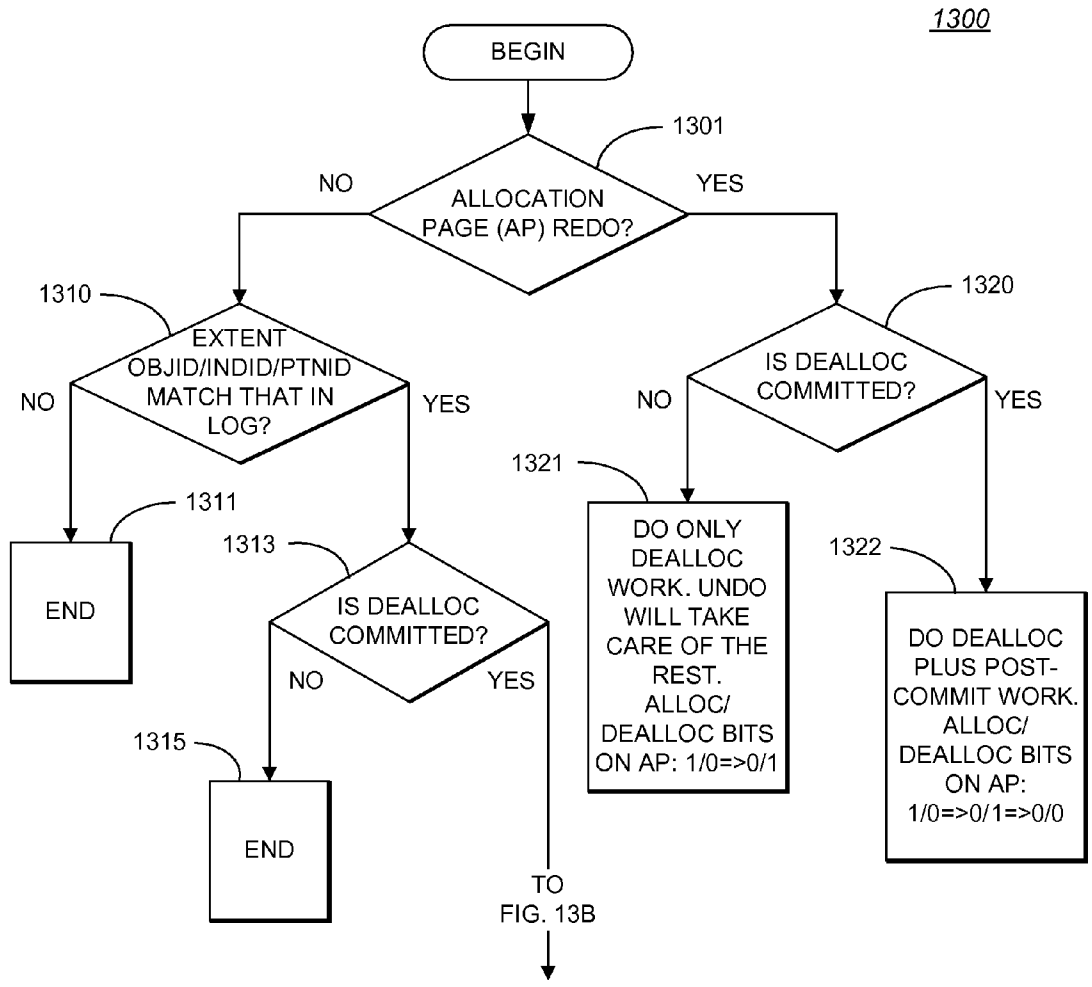 1300
BEGIN
1301
NO
YES
ALLOCATION
PAGE (AP) REDO?
1310
EXTENT
OBJID/INDID/PTNID
MATCH THAT IN
LOG?
NO
YES
1320
IS DEALLOC
COMMITTED?
NO
YES
1311
END
1313
IS DEALLOC
COMMITTED?
NO
YES
1315
END
TO
FIG. 13B
1321
DO ONLY
DEALLOC
WORK. UNDO
WILL TAKE
CARE OF THE
REST.
ALLOC/
DEALLOC BITS
ON AP: 1/0=>0/1
1322
DO DEALLOC
PLUS POST-
COMMIT WORK.
ALLOC/
DEALLOC BITS
ON AP:
1/0=>0/1=>0/0